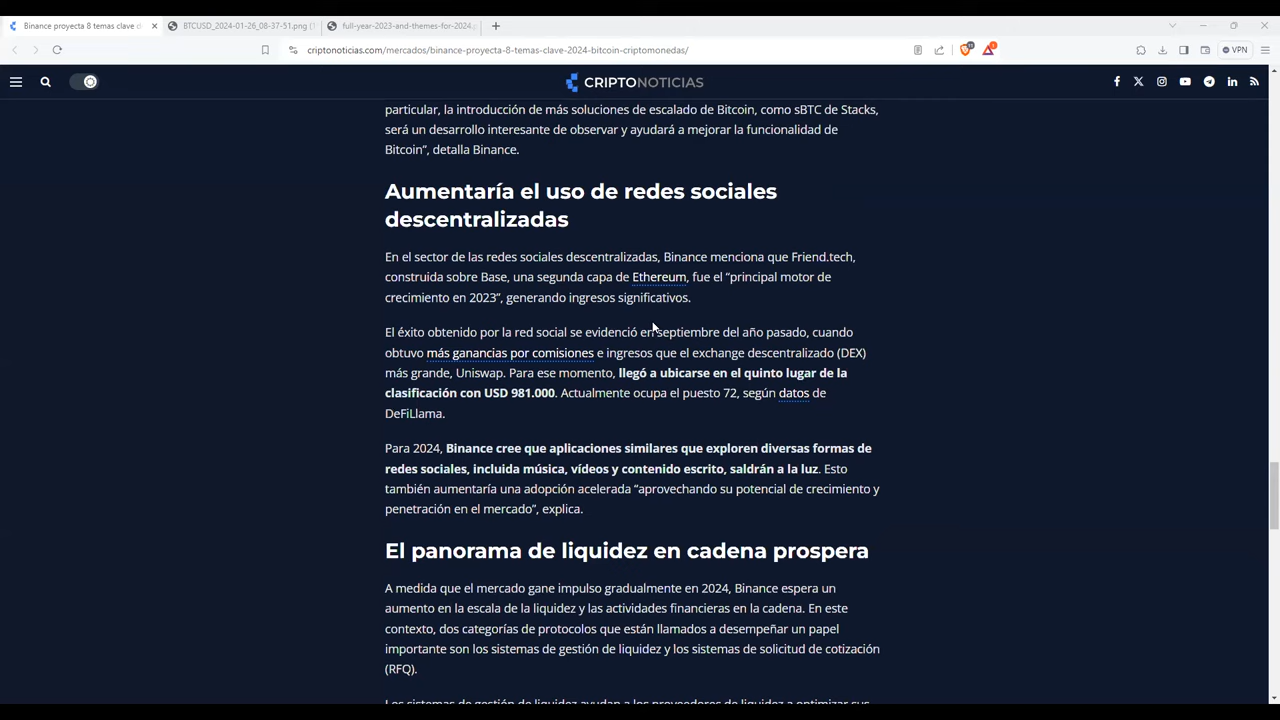 Binance proyecta 8 temas clave d
BTCUSD_2024-01-26_08-37-51.png (1
full-year-2023-and-themes-for-2024.p
criptonoticias.com/mercados/binance-proyecta-8-temas-clave-2024-bitcoin-criptomonedas/
VPN
CRIPTONOTICIAS
particular, la introducción de más soluciones de escalado de Bitcoin, como sBTC de Stacks,
será un desarrollo interesante de observar y ayudará a mejorar la funcionalidad de
Bitcoin”, detalla Binance.
Aumentaría el uso de redes sociales
descentralizadas
En el sector de las redes sociales descentralizadas, Binance menciona que Friend.tech,
construida sobre Base, una segunda capa de Ethereum, fue el “principal motor de
crecimiento en 2023”, generando ingresos significativos.
El éxito obtenido por la red social se evidenció en septiembre del año pasado, cuando
obtuvo más ganancias por comisiones e ingresos que el exchange descentralizado (DEX)
más grande, Uniswap. Para ese momento, llegó a ubicarse en el quinto lugar de la
clasificación con USD 981.000. Actualmente ocupa el puesto 72, según datos de
DeFiLlama.
Para 2024, Binance cree que aplicaciones similares que exploren diversas formas de
redes sociales, incluida música, vídeos y contenido escrito, saldrán a la luz. Esto
también aumentaría una adopción acelerada “aprovechando su potencial de crecimiento y
penetración en el mercado”, explica.
El panorama de liquidez en cadena prospera
A medida que el mercado gane impulso gradualmente en 2024, Binance espera un
aumento en la escala de la liquidez y las actividades financieras en la cadena. En este
contexto, dos categorías de protocolos que están llamados a desempeñar un papel
importante son los sistemas de gestión de liquidez y los sistemas de solicitud de cotización
(RFQ).
Los sistemas de gestión de liquidez ayudan a los proveedores de liquidez a optimizar sus